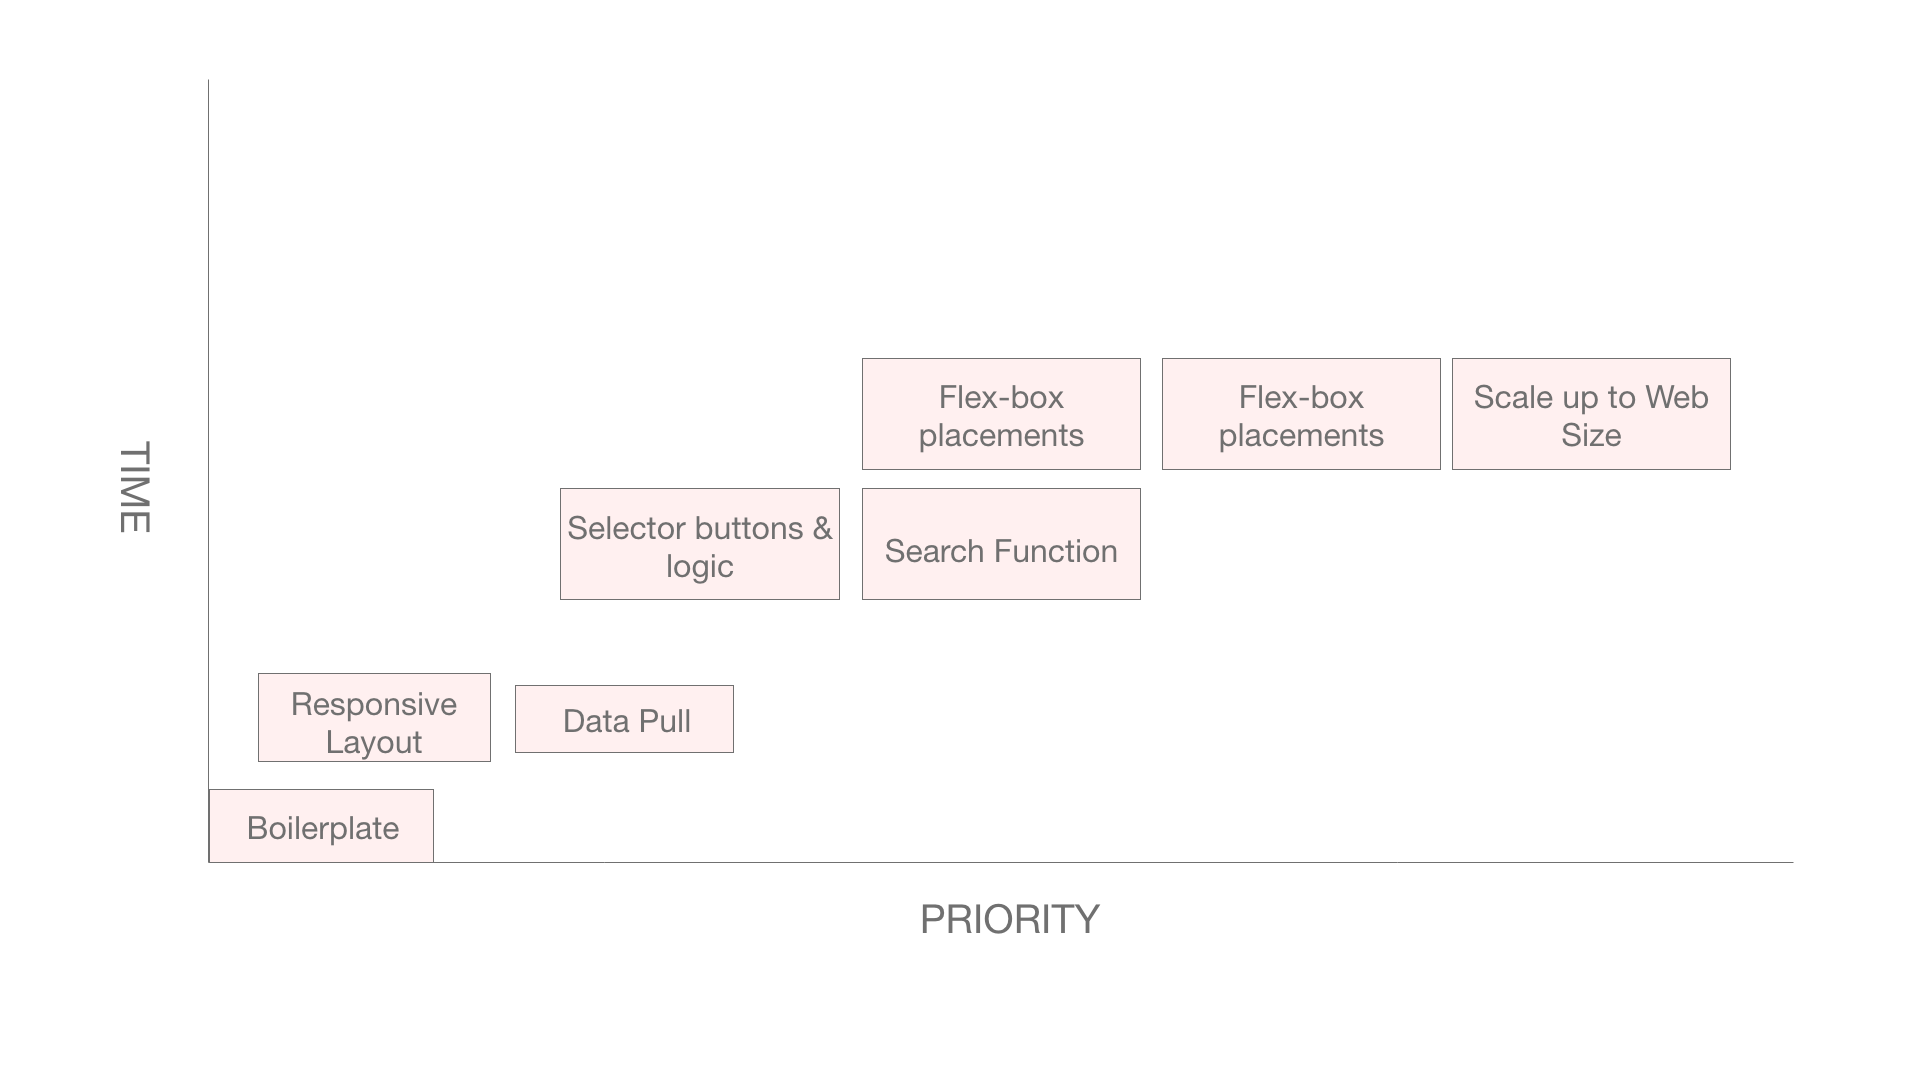 Flex-box
placements
Flex-box
placements
Scale up to Web
Size
TIME
Selector buttons &
logic
Search Function
Responsive
Layout
Data Pull
Boilerplate
PRIORITY